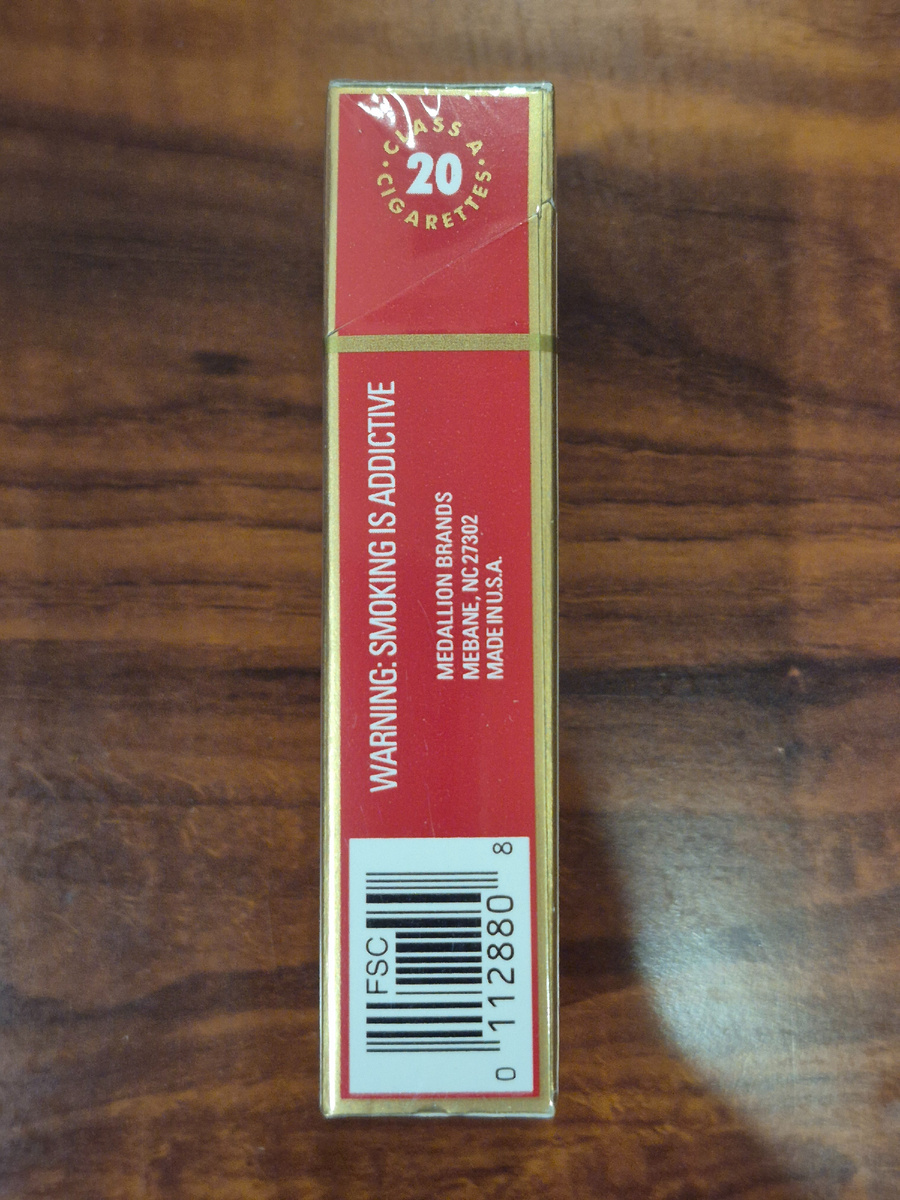 CLASS A
20
CIGARETTES
WARNING: SMOKING IS ADDICTIVE
MEDALLION BRANDS
MEBANE, NC 27302
MADE IN U.S.A.
FSC
0 112880 8